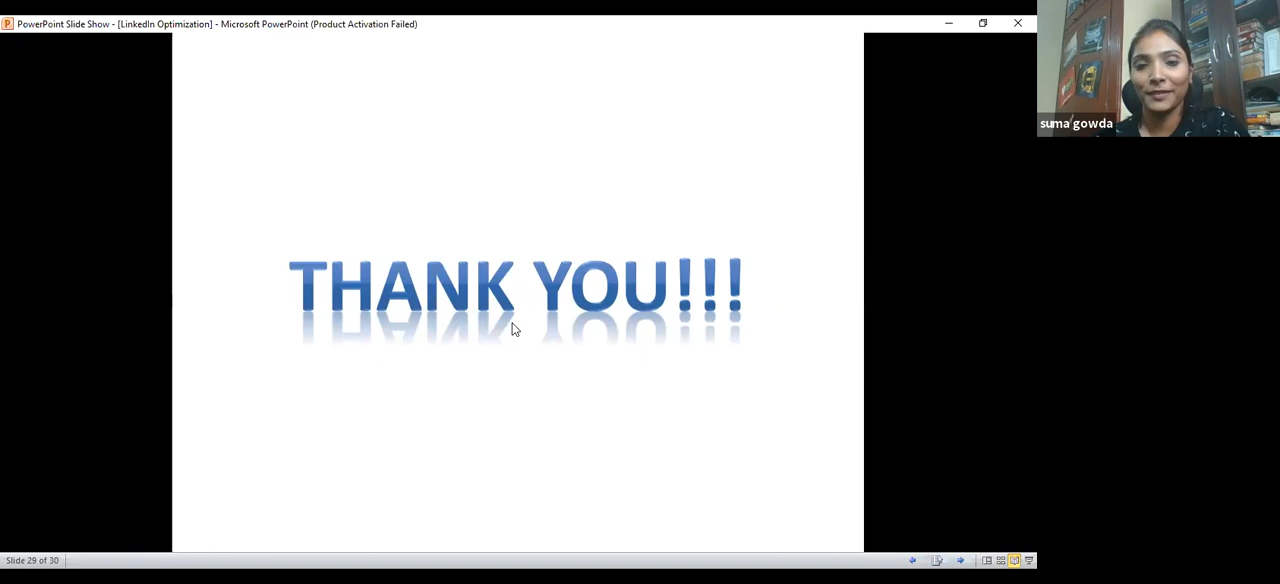 PowerPoint Slide Show - [LinkedIn Optimization] - Microsoft PowerPoint (Product Activation Failed)
suma gowda
THANK YOU!!!
Slide 29 of 30